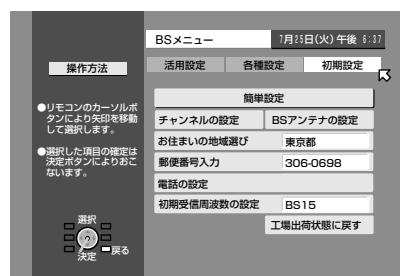 BSメニュー
7月25日(火)午後 6:37
操作方法
活用設定 各種設定 初期設定
●リモコンのカーソルボ
タンにより矢印を移動
して選択します。
●選択した項目の確定は
決定ボタンによりおこ
ないます。
選択
戻る
決定
簡単設定
チャンネルの設定 BSアンテナの設定
お住まいの地域選び 東京都
郵便番号入力 306-0698
電話の設定
初期受信周波数の設定 BS15
工場出荷状態に戻す